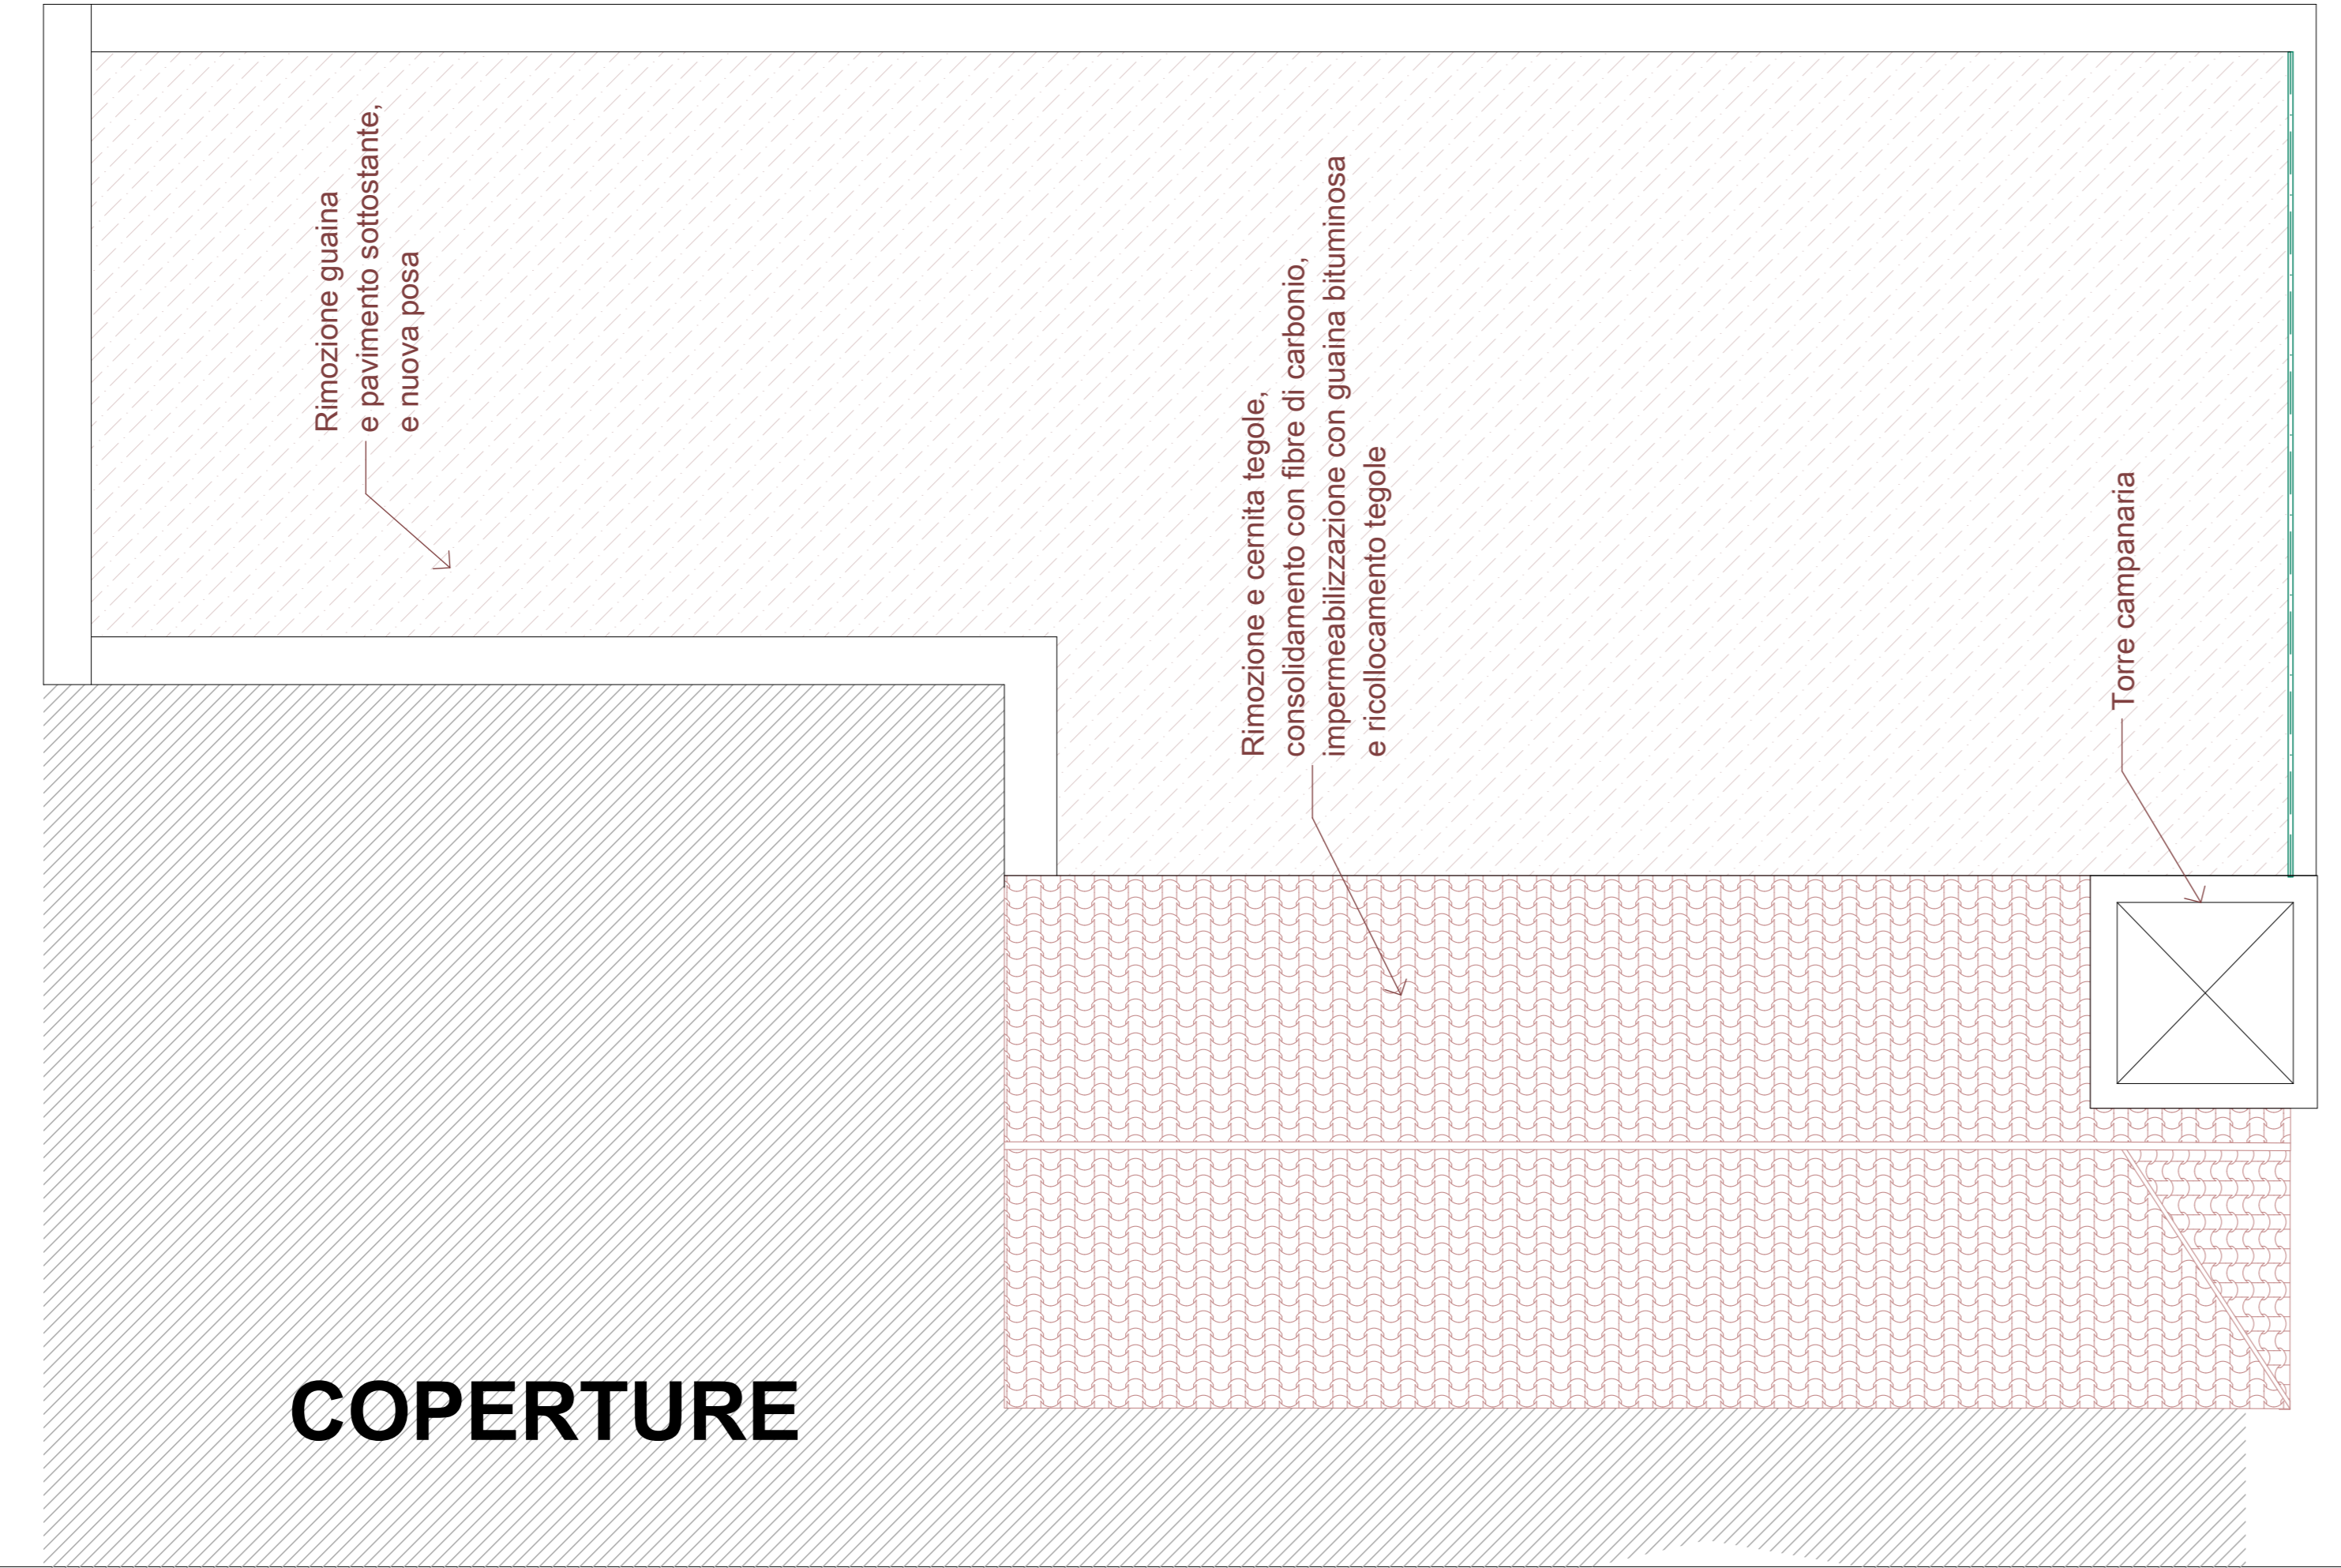 Rimozione guaina
e pavimento sottostante,
e nuova posa
Rimozione e cernita tegole,
consolidamento con fibre di carbonio,
impermeabilizzazione con guaina bituminosa
e ricollocamento tegole
Torre campanaria
COPERTURE